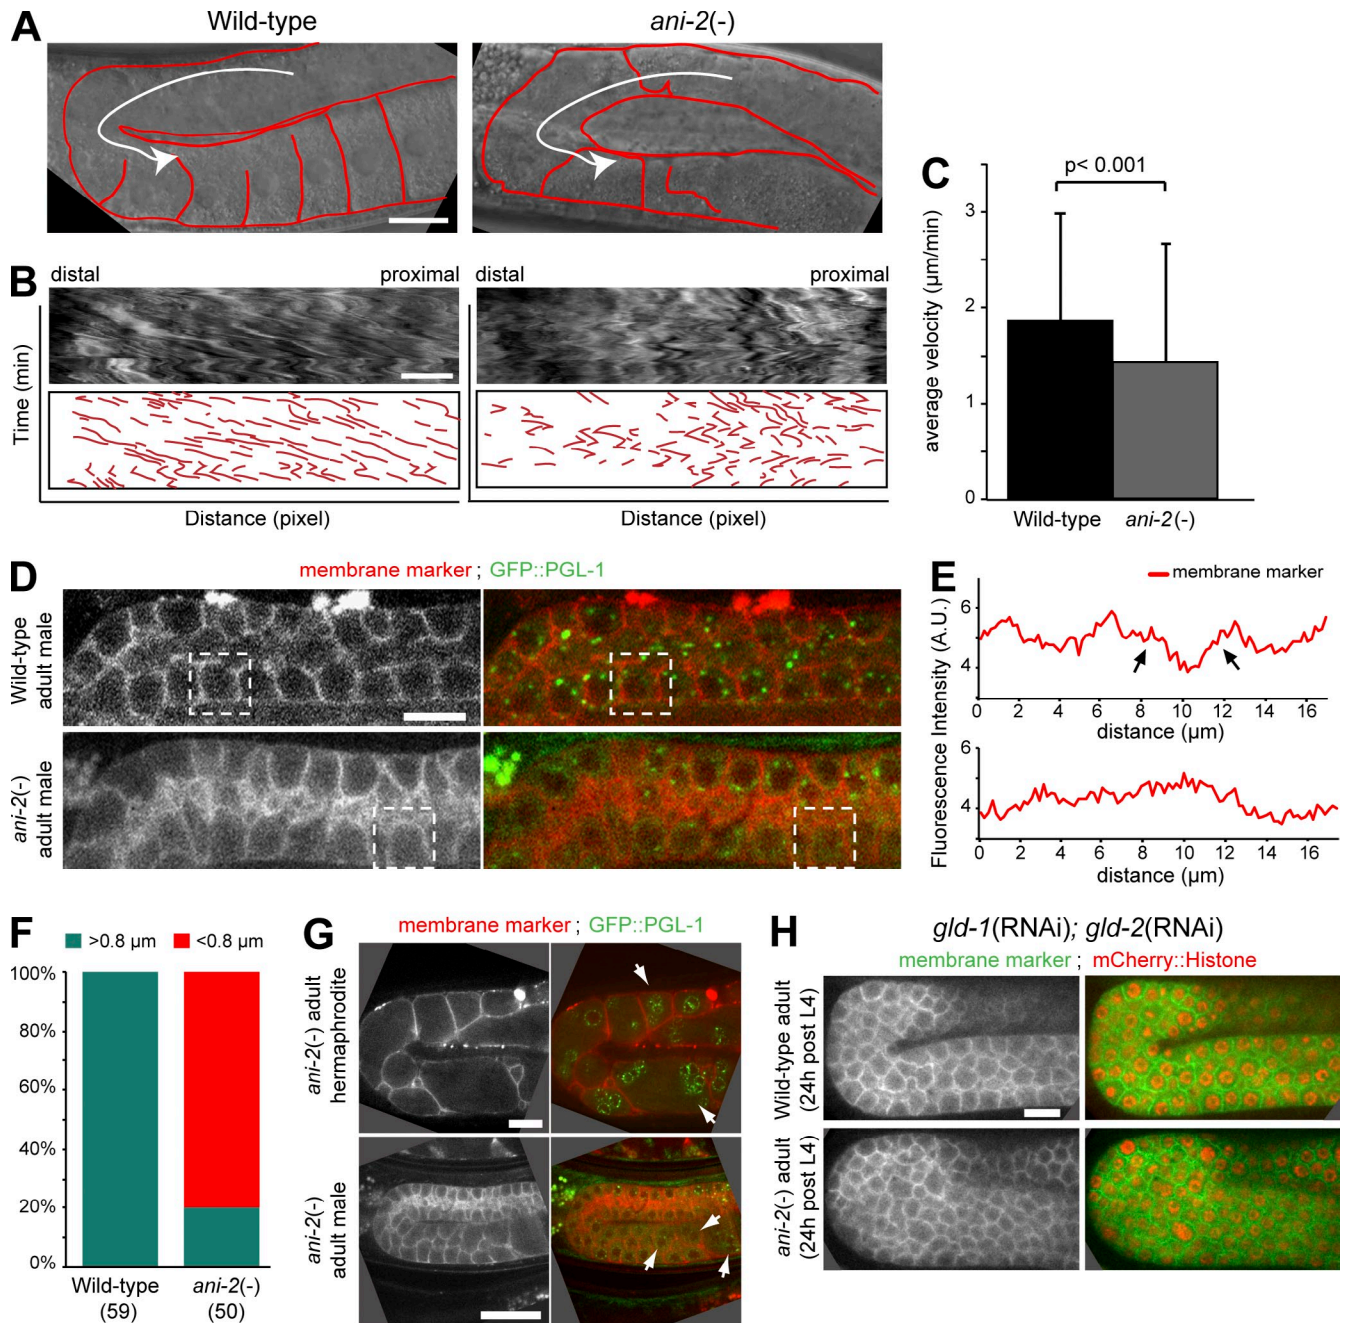 A
Wild-type
ani-2(-)
B
distal
proximal
distal
proximal
Time (min)
Distance (pixel)
Distance (pixel)
C
p< 0.001
average velocity (µm/min)
3
2
1
0
Wild-type
ani-2(-)
D
membrane marker ; GFP::PGL-1
Wild-type
adult male
ani-2(-)
adult male
E
membrane marker
Fluorescence Intensity (A.U.)
6
4
0 2 4 6 8 10 12 14 16
distance (µm)
6
4
0 2 4 6 8 10 12 14 16
distance (µm)
F
>0.8 µm
<0.8 µm
100%
80%
60%
40%
20%
0%
Wild-type
(59)
ani-2(-)
(50)
G
membrane marker ; GFP::PGL-1
ani-2(-) adult
hermaphrodite
ani-2(-)
adult male
H
gld-1(RNAi); gld-2(RNAi)
membrane marker ; mCherry::Histone
Wild-type adult
(24h post L4)
ani-2(-) adult
(24h post L4)